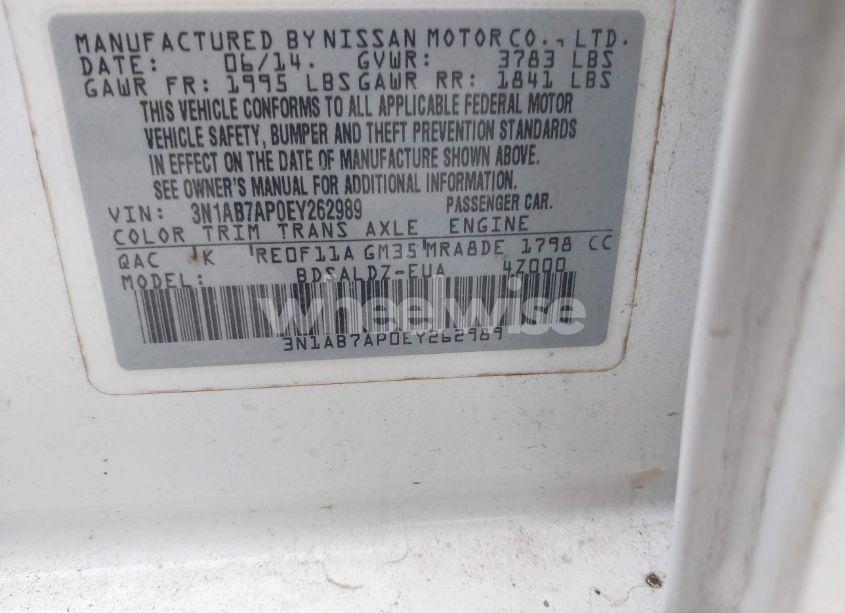 MANUFACTURED BY NISSAN MOTOR CO., LTD.
DATE: 06/14. GVWR: 3783 LBS
GAWR FR: 1995 LBS GAWR RR: 1841 LBS
THIS VEHICLE CONFORMS TO ALL APPLICABLE FEDERAL MOTOR
VEHICLE SAFETY, BUMPER AND THEFT PREVENTION STANDARDS
IN EFFECT ON THE DATE OF MANUFACTURE SHOWN ABOVE.
SEE OWNER'S MANUAL FOR ADDITIONAL INFORMATION.
VIN: 3N1AB7AP0EY262989 PASSENGER CAR.
COLOR TRIM TRANS AXLE ENGINE
QAC K RE0F11A GM35 MRA8DE 1798 CC
MODEL: BDSALDZ-EUA 4Z000
wheelwise
3N1AB7AP0EY262989